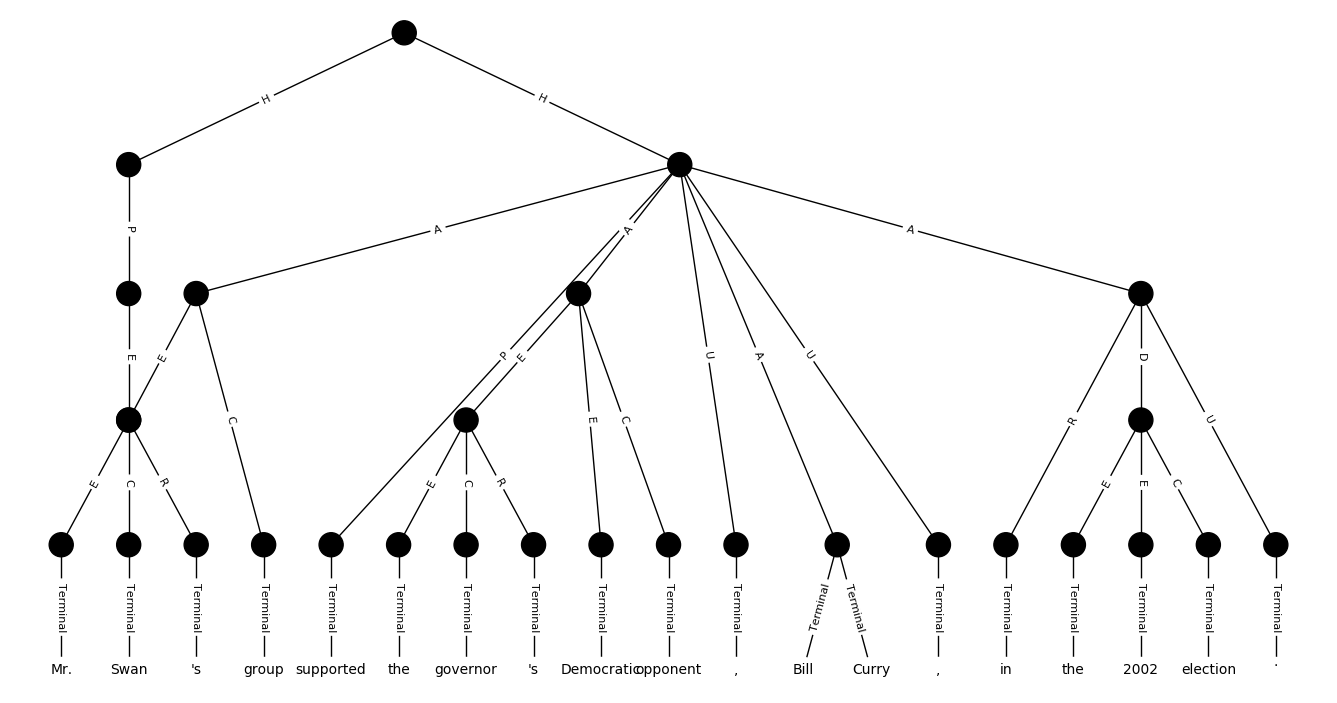 H H
P A A A
E E P E U A U R D U
C E C
E C R E C R E E C
Terminal Terminal Terminal Terminal Terminal Terminal Terminal Terminal Terminal Terminal Terminal Terminal Terminal Terminal Terminal Terminal Terminal Terminal Terminal
Mr. Swan 's group supported the governor 's Democratic opponent , Bill Curry , in the 2002 election .